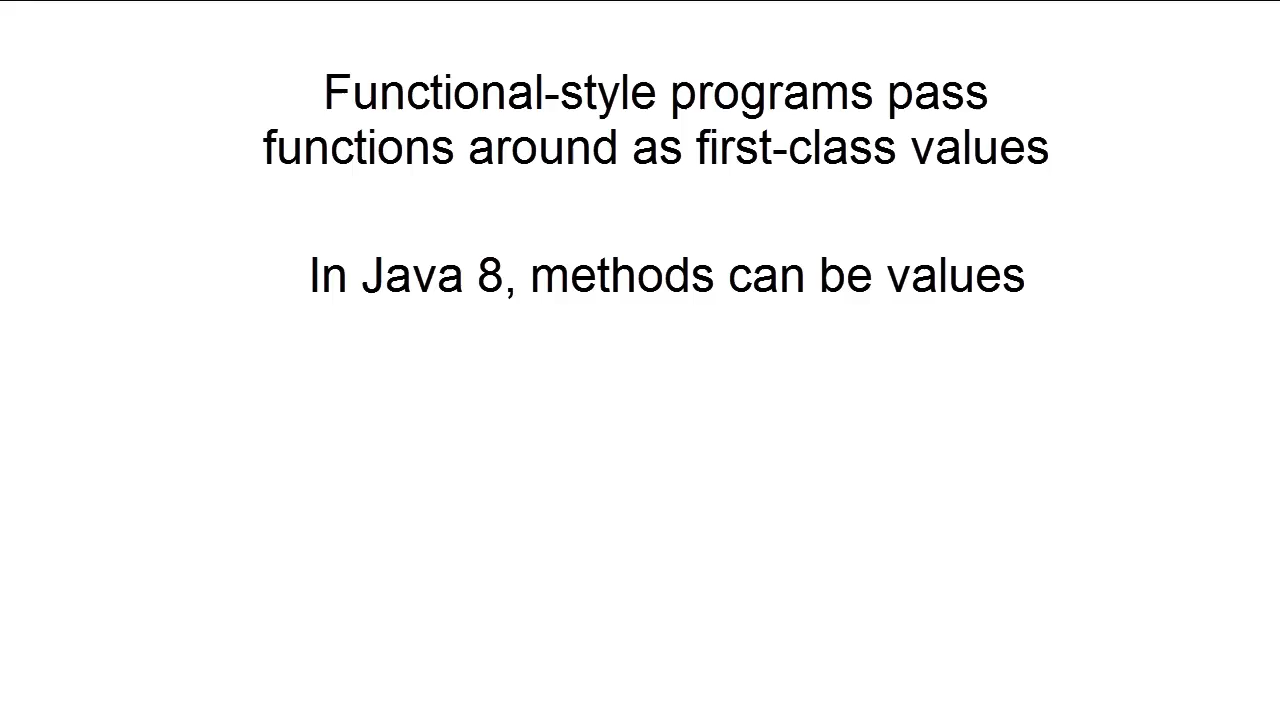 Functional-style programs pass
functions around as first-class values
In Java 8, methods can be values